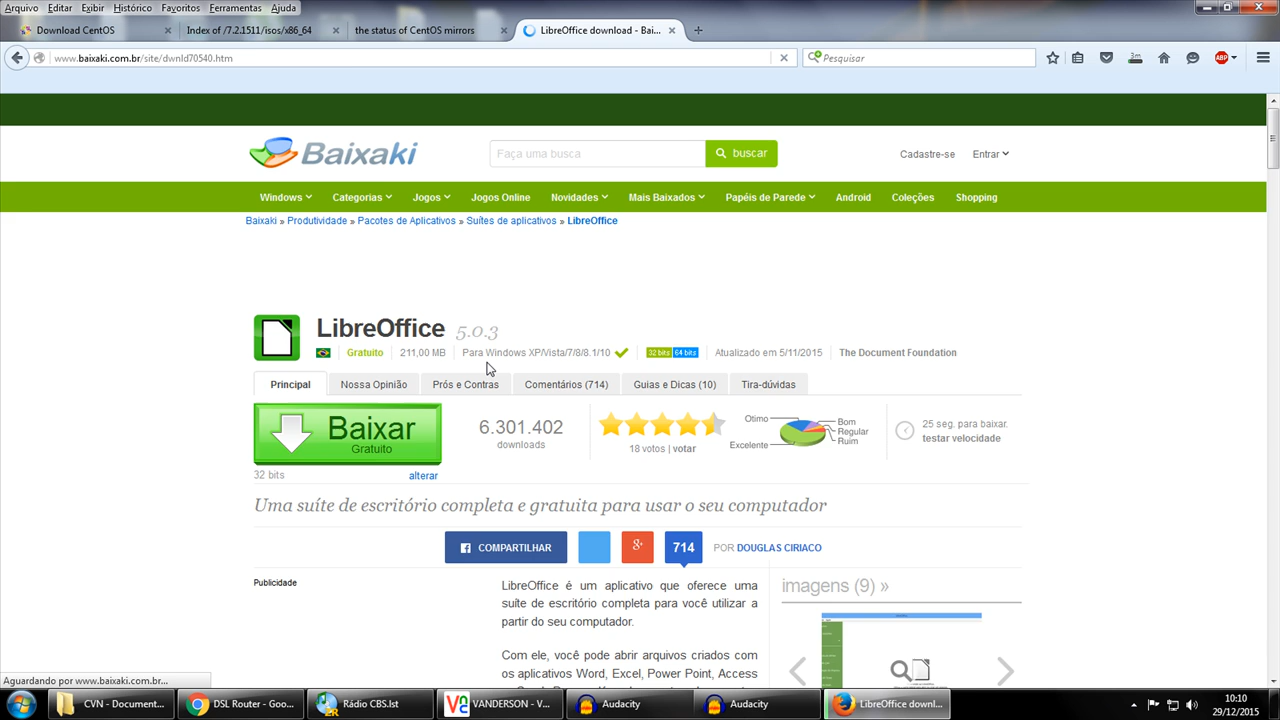 Arquivo Editar Exibir Histórico Favoritos Ferramentas Ajuda
Download CentOS
Index of /7.2.1511/isos/x86_64
the status of CentOS mirrors
LibreOffice download - Bai...
www.baixaki.com.br/site/dwnld70540.htm
Pesquisar
3m
ABP
Baixaki
Faça uma busca
buscar
Cadastre-se
Entrar
Windows Categorias Jogos Jogos Online Novidades Mais Baixados Papéis de Parede Android Coleções Shopping
Baixaki » Produtividade » Pacotes de Aplicativos » Suítes de aplicativos » LibreOffice
LibreOffice 5.0.3
Gratuito
211,00 MB
Para Windows XP/Vista/7/8/8.1/10
32 bits 64 bits
Atualizado em 5/11/2015
The Document Foundation
Principal
Nossa Opinião
Prós e Contras
Comentários (714)
Guias e Dicas (10)
Tira-dúvidas
Baixar
Gratuito
6.301.402
downloads
18 votos | votar
Otimo
Excelente
Bom
Regular
Ruim
25 seg. para baixar.
testar velocidade
32 bits
alterar
Uma suíte de escritório completa e gratuita para usar o seu computador
COMPARTILHAR
g+
714
POR DOUGLAS CIRIACO
Publicidade
LibreOffice é um aplicativo que oferece uma
suíte de escritório completa para você utilizar a
partir do seu computador.
Com ele, você pode abrir arquivos criados com
os aplicativos Word, Excel, Power Point, Access
imagens (9) »
Aguardando por www.baixaki.com.br...
CVN - Document...
DSL Router - Goo...
Rádio CBS.lst
VANDERSON - V...
Audacity
Audacity
LibreOffice downl...
10:10
29/12/2015